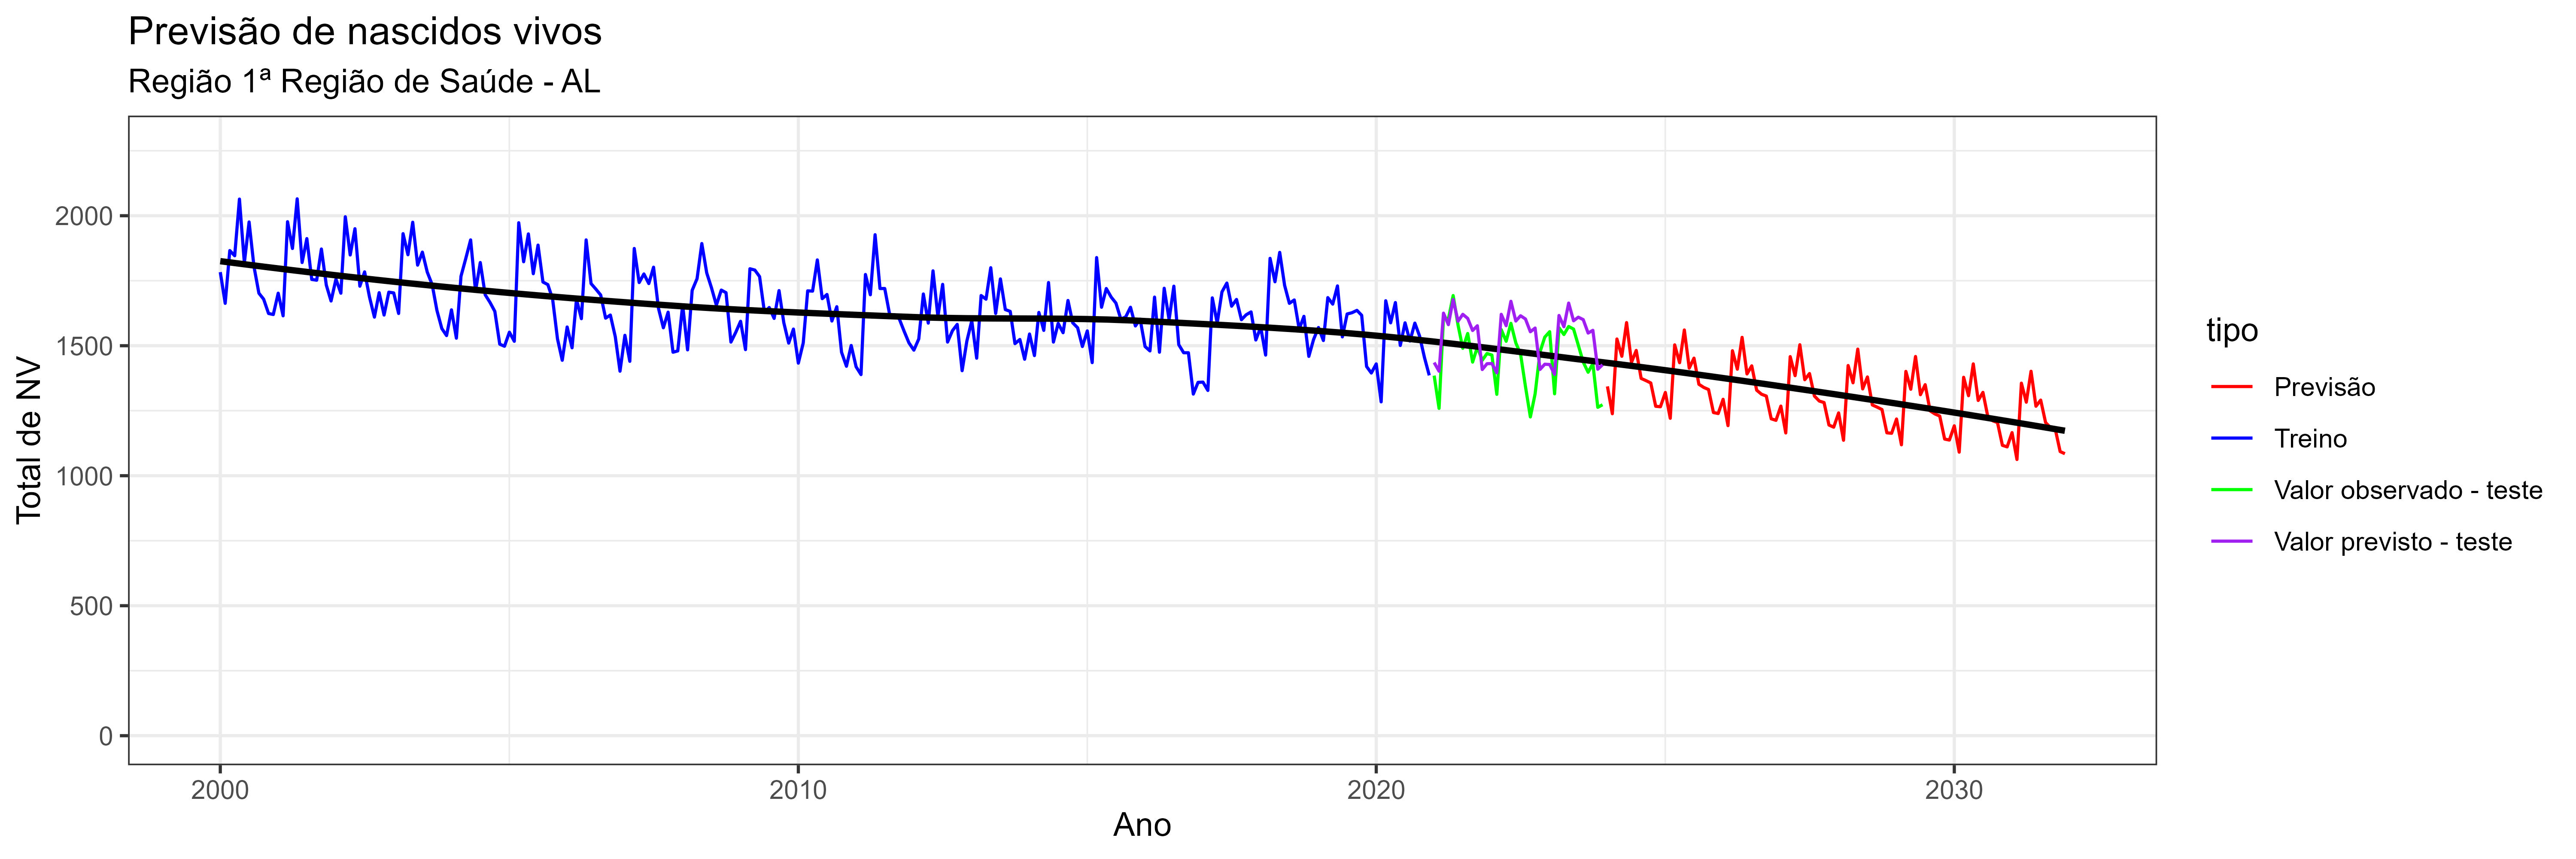 Previsão de nascidos vivos
Região 1ª Região de Saúde - AL
Total de NV
2000
1500
1000
500
0
2000
2010
2020
2030
Ano
tipo
Previsão
Treino
Valor observado - teste
Valor previsto - teste